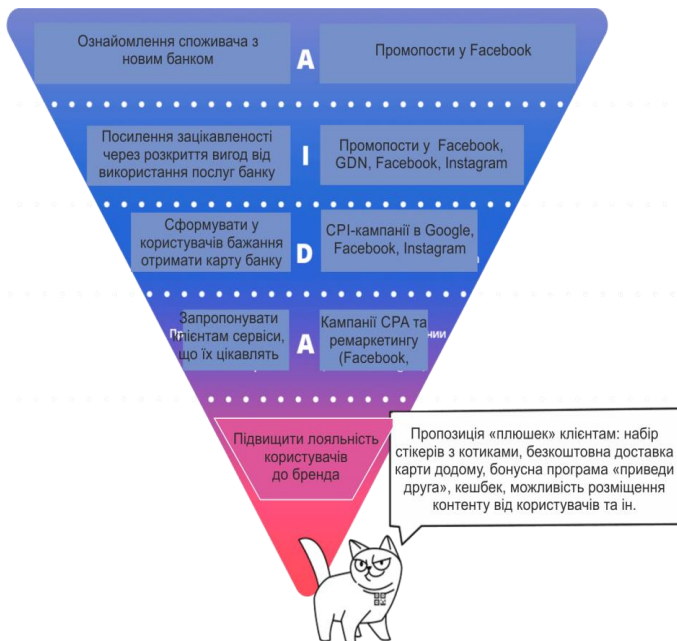 Ознайомлення споживача з
новим банком
A
Промопости у Facebook
Посилення зацікавленості
через розкриття вигод від
використання послуг банку
I
Промопости у Facebook,
GDN, Facebook, Instagram
Сформувати у
користувачів бажання
отримати карту банку
D
CPI-кампанії в Google,
Facebook, Instagram
Запропонувати
клієнтам сервіси,
що їх цікавлять
A
Кампанії CPA та
ремаркетингу
(Facebook,
Підвищити лояльність
користувачів
до бренда
Пропозиція «плюшек» клієнтам: набір
стікерів з котиками, безкоштовна доставка
карти додому, бонусна програма «приведи
друга», кешбек, можливість розміщення
контенту від користувачів та ін.